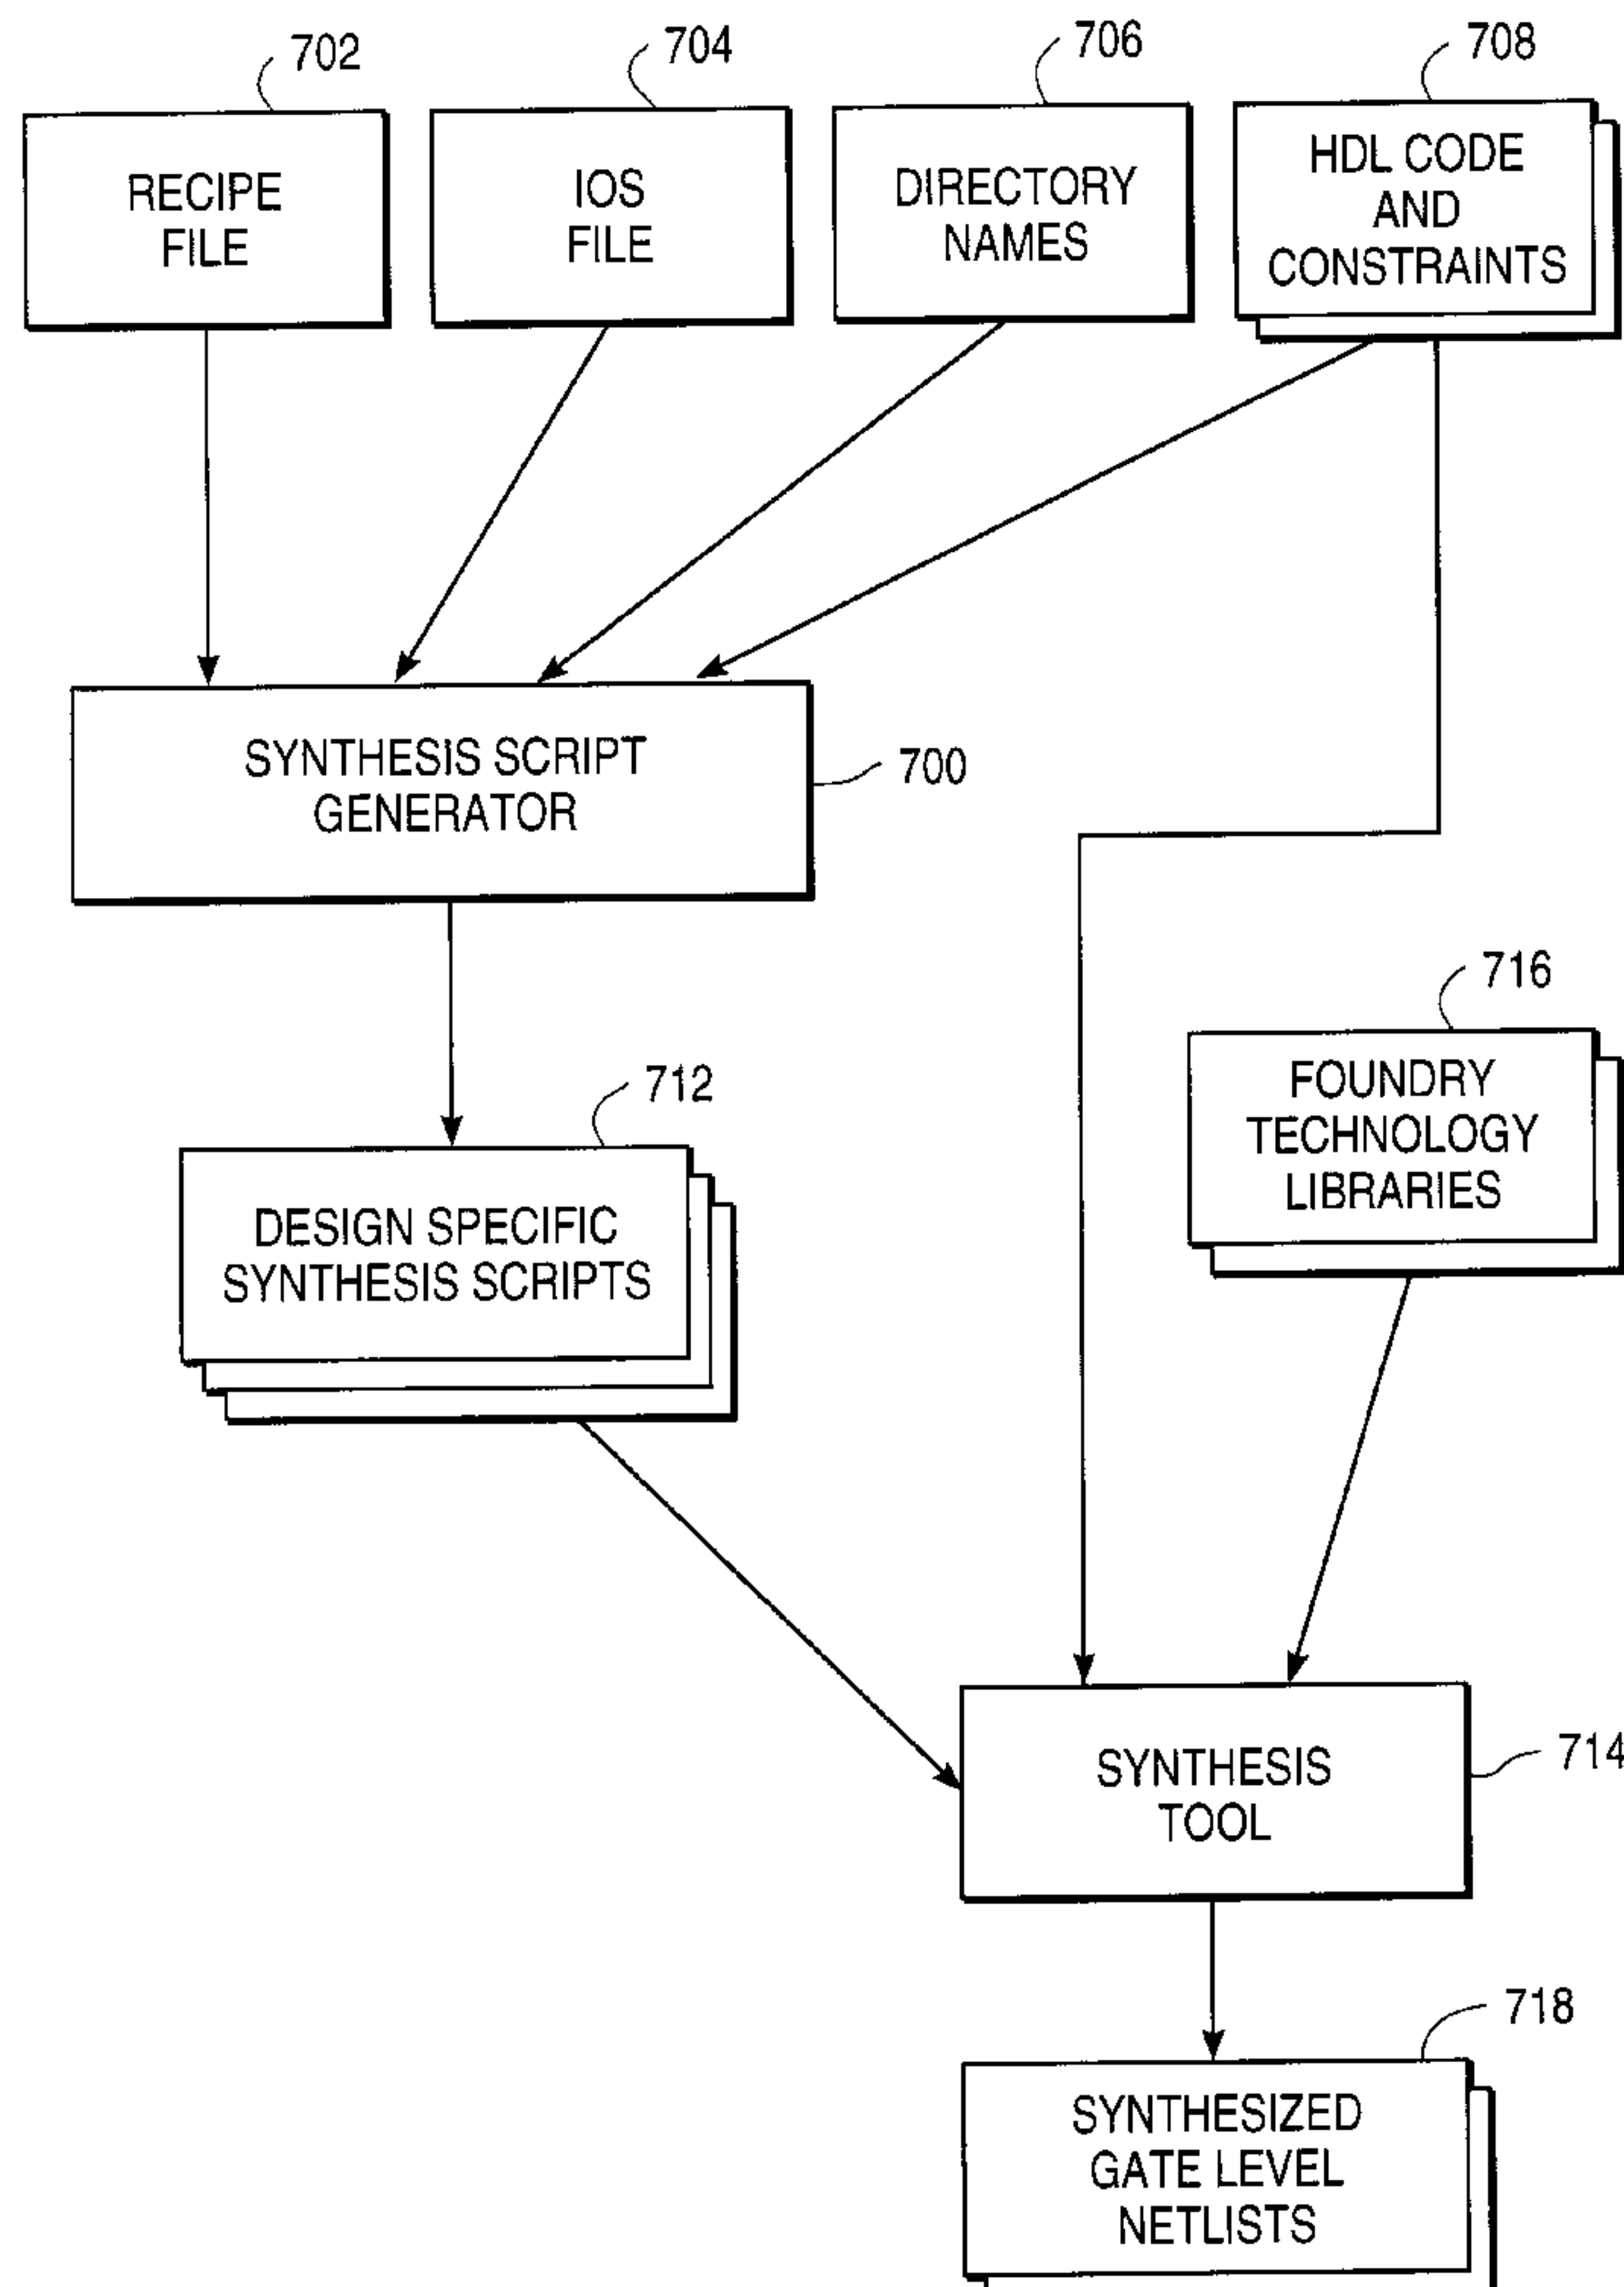 702
704
706
708
RECIPE
FILE
IOS
FILE
DIRECTORY
NAMES
HDL CODE
AND
CONSTRAINTS
SYNTHESIS SCRIPT
GENERATOR
700
716
FOUNDRY
TECHNOLOGY
LIBRARIES
712
DESIGN SPECIFIC
SYNTHESIS SCRIPTS
SYNTHESIS
TOOL
714
718
SYNTHESIZED
GATE LEVEL
NETLISTS